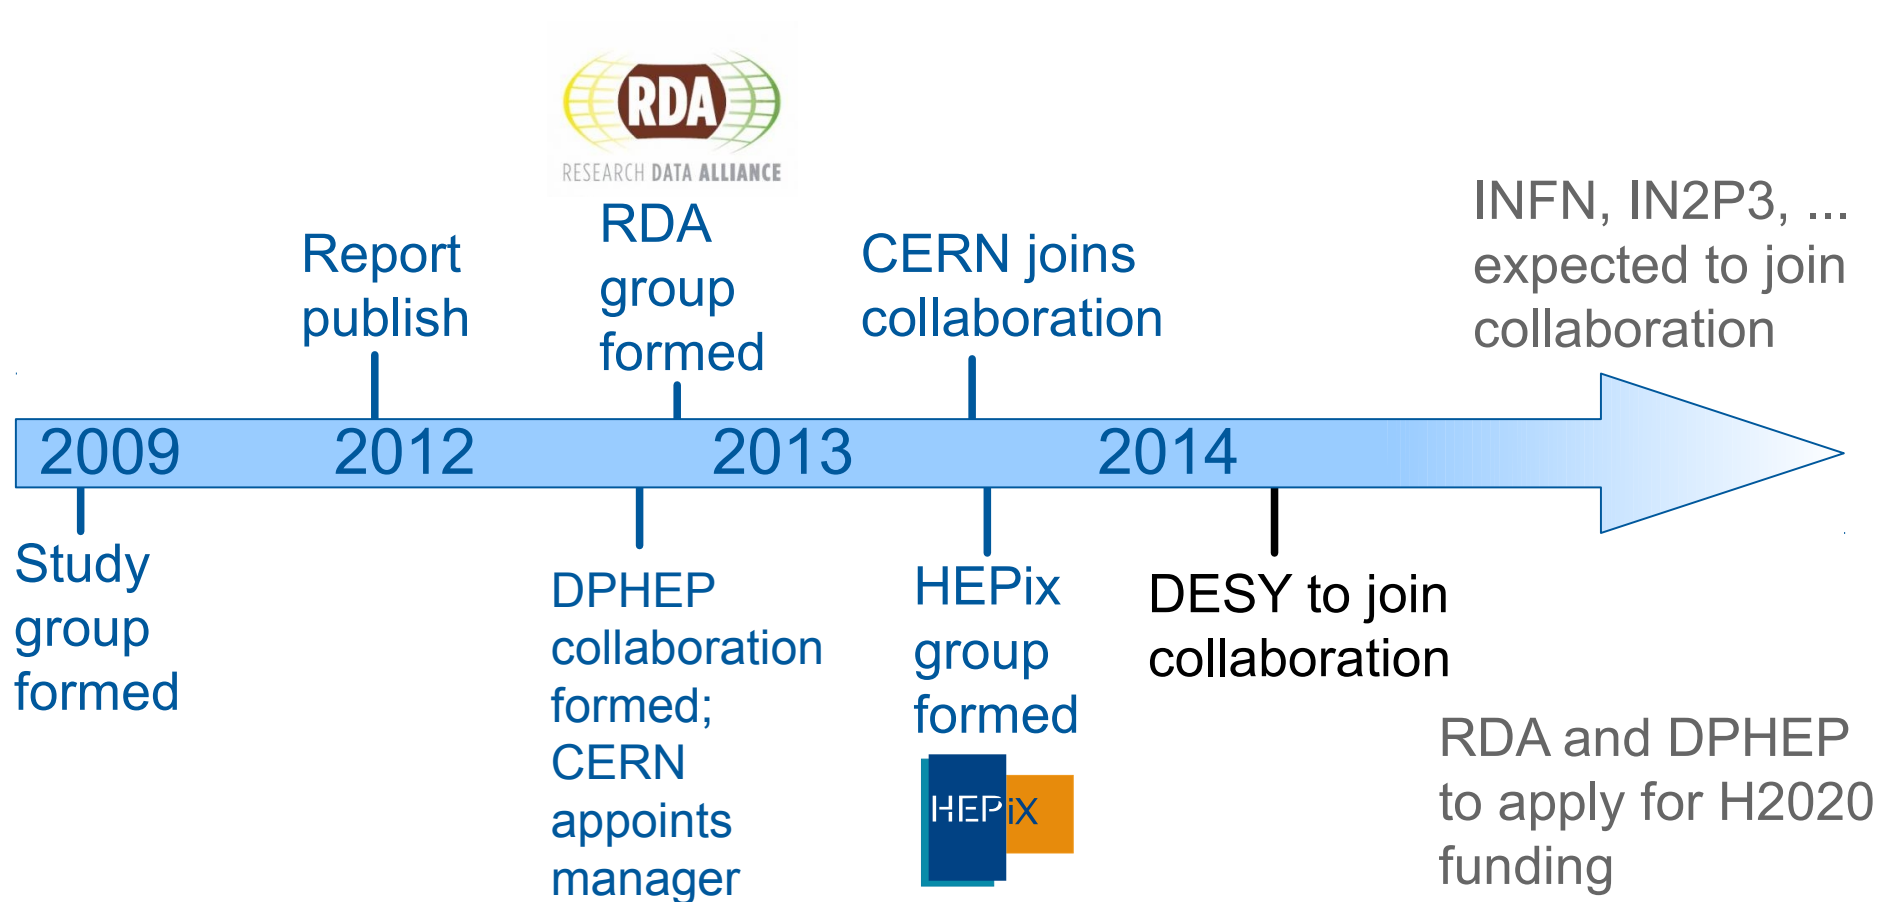 RDA
RESEARCH DATA ALLIANCE
RDA
group
formed
Report
publish
CERN joins
collaboration
INFN, IN2P3, ...
expected to join
collaboration
2009 2012 2013 2014
Study
group
formed
DPHEP
collaboration
formed;
CERN
appoints
manager
HEPix
group
formed
HEPiX
DESY to join
collaboration
RDA and DPHEP
to apply for H2020
funding